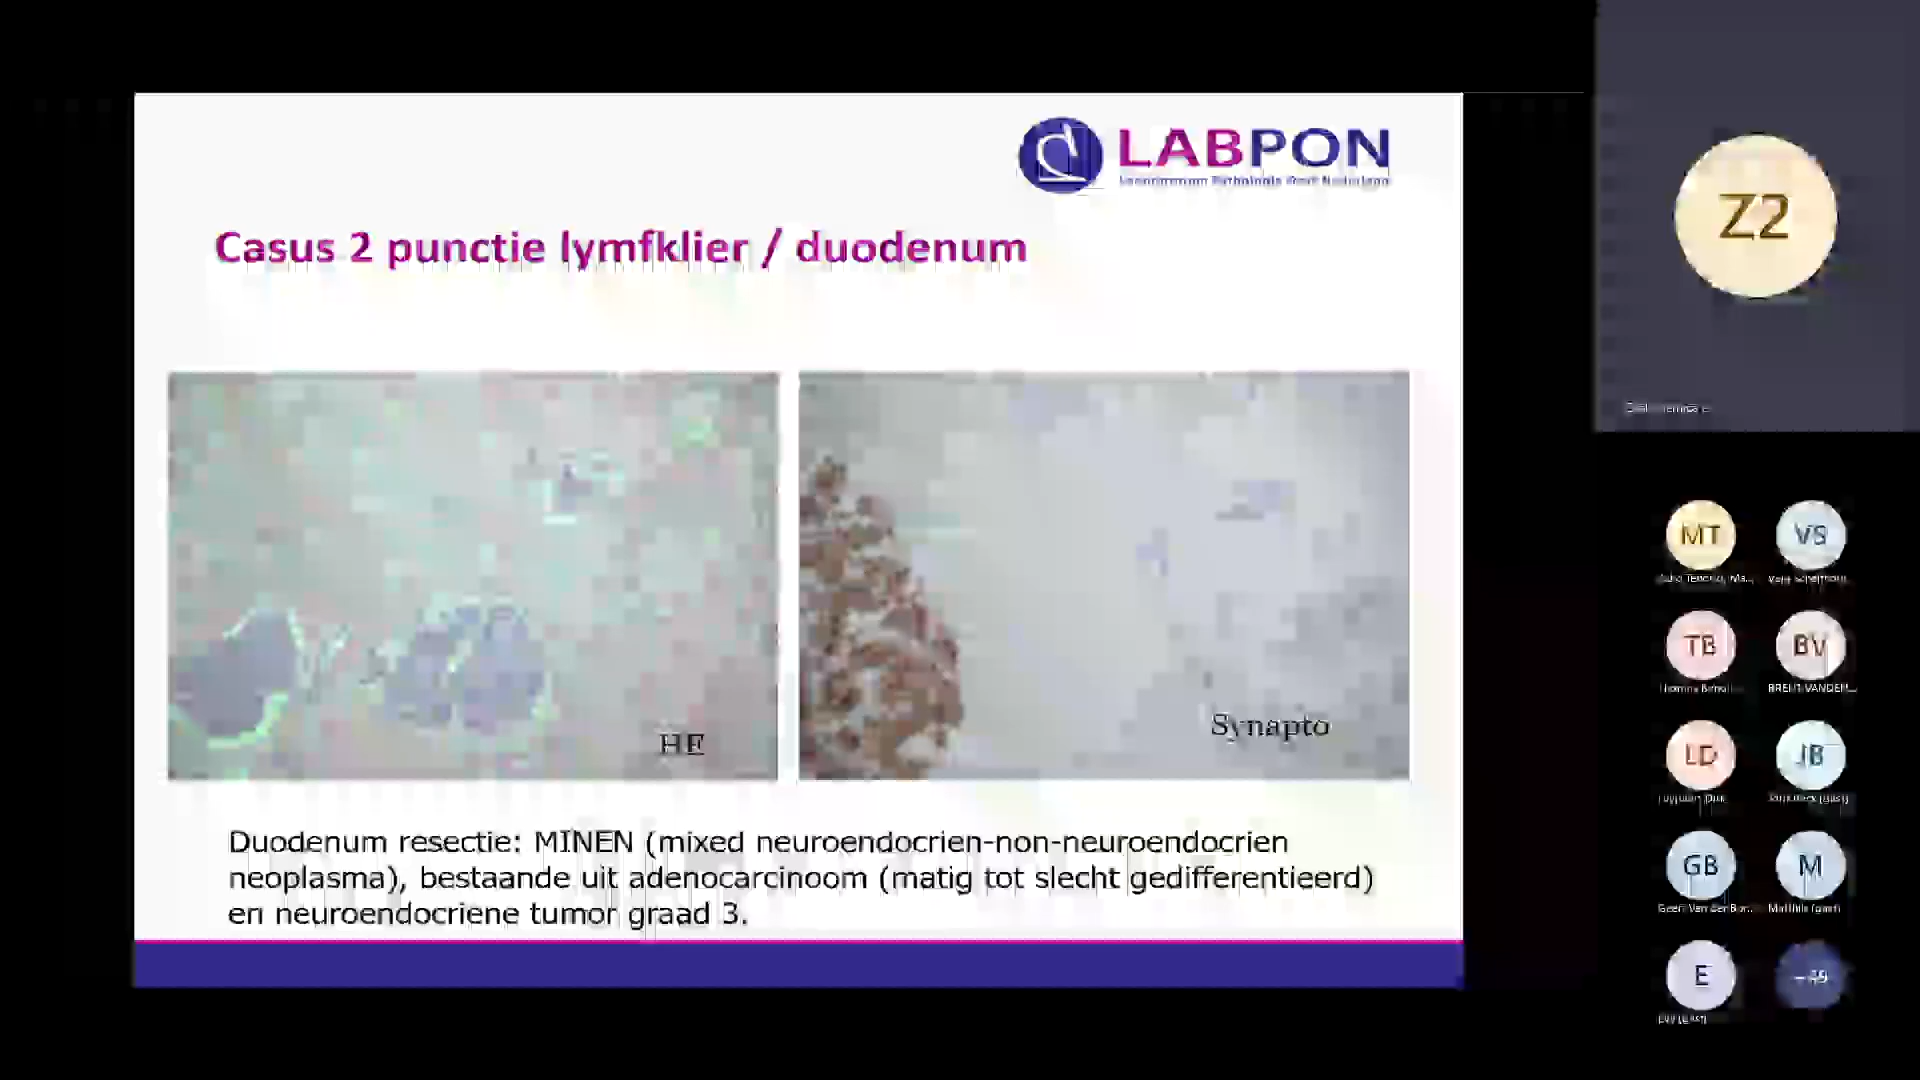 LABPON
Casus 2 punctie lymfklier / duodenum
HE
Synapto
Duodenum resectie: MINEN (mixed neuroendocrien-non-neuroendocrien
neoplasma), bestaande uit adenocarcinoom (matig tot slecht gedifferentieerd)
en neuroendocriene tumor graad 3.
Z2
MT VS
TB BV
LD JB
GB M
E